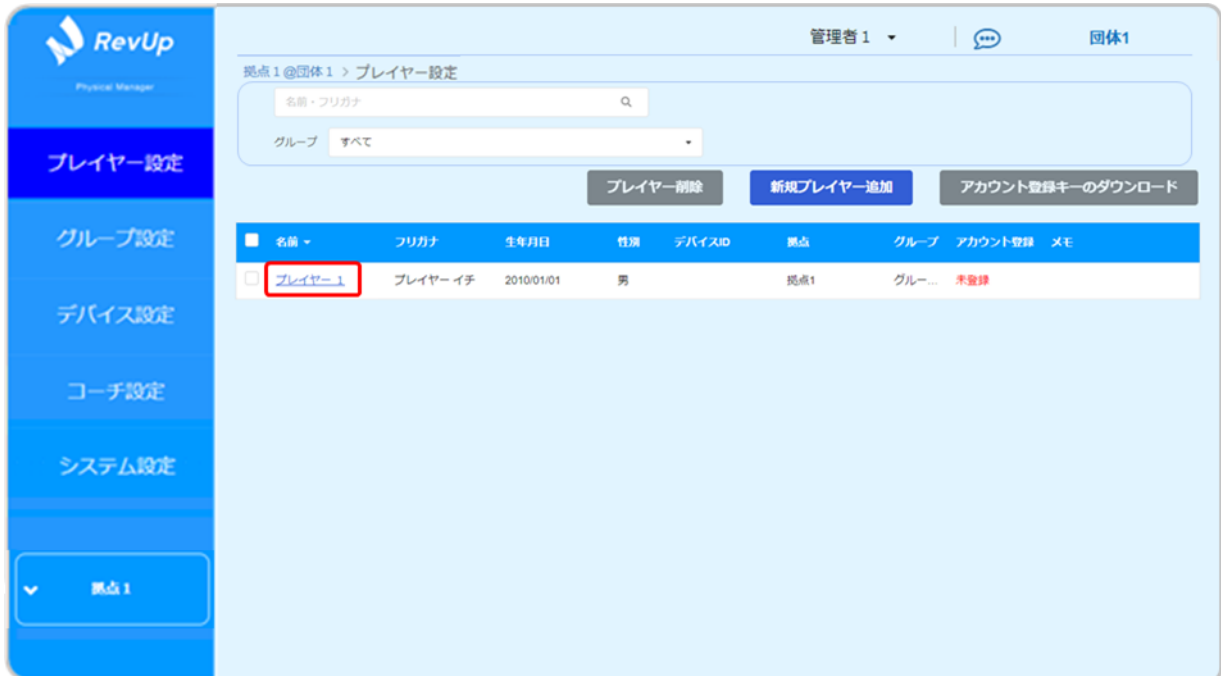 RevUp
Physical Manager
管理者1
団体1
拠点1@団体1 > プレイヤー設定
名前・フリガナ
グループ すべて
プレイヤー削除 新規プレイヤー追加 アカウント登録キーのダウンロード
名前 フリガナ 生年月日 性別 デバイスID 拠点 グループ アカウント登録 メモ
プレイヤー 1 プレイヤー イチ 2010/01/01 男 拠点1 グルー... 未登録
プレイヤー設定
グループ設定
デバイス設定
コーチ設定
システム設定
拠点1